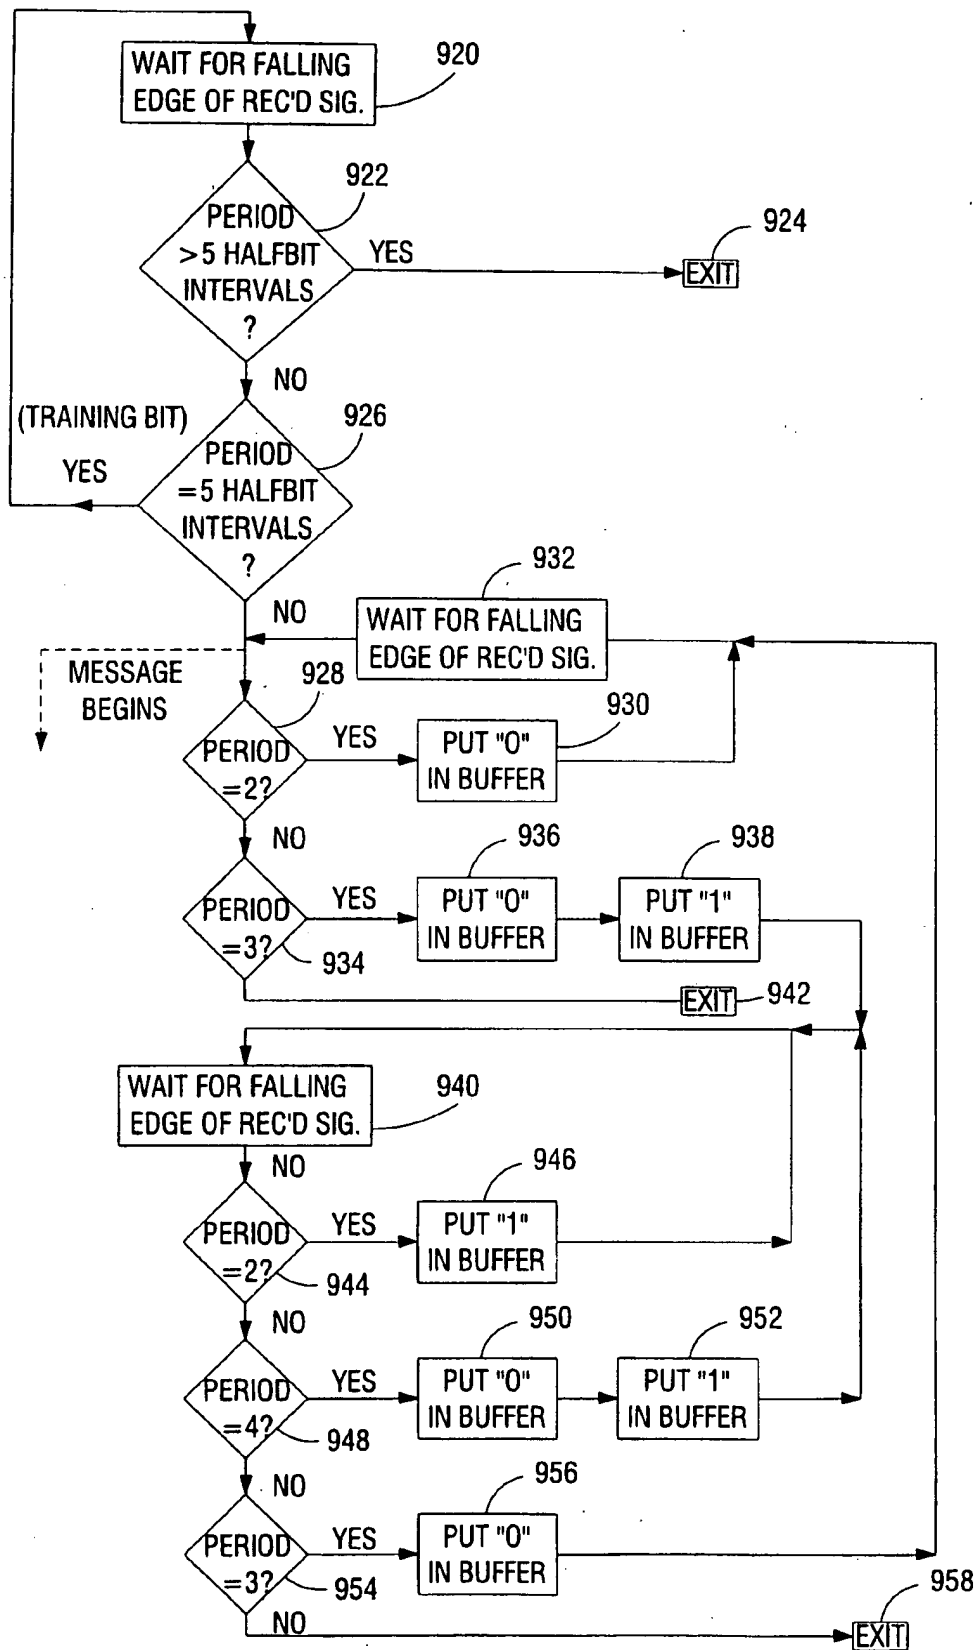 WAIT FOR FALLING
EDGE OF REC'D SIG.
920
922
PERIOD
>5 HALFBIT
INTERVALS
?
YES
924
EXIT
NO
(TRAINING BIT)
926
YES
PERIOD
=5 HALFBIT
INTERVALS
?
932
NO
WAIT FOR FALLING
EDGE OF REC'D SIG.
MESSAGE
BEGINS
928
930
PERIOD
=2?
YES
PUT "0"
IN BUFFER
NO
936
938
PERIOD
=3?
934
YES
PUT "0"
IN BUFFER
PUT "1"
IN BUFFER
EXIT
942
WAIT FOR FALLING
EDGE OF REC'D SIG.
940
NO
946
PERIOD
=2?
944
YES
PUT "1"
IN BUFFER
NO
950
952
PERIOD
=4?
948
YES
PUT "0"
IN BUFFER
PUT "1"
IN BUFFER
NO
956
PERIOD
=3?
954
YES
PUT "0"
IN BUFFER
958
NO
EXIT